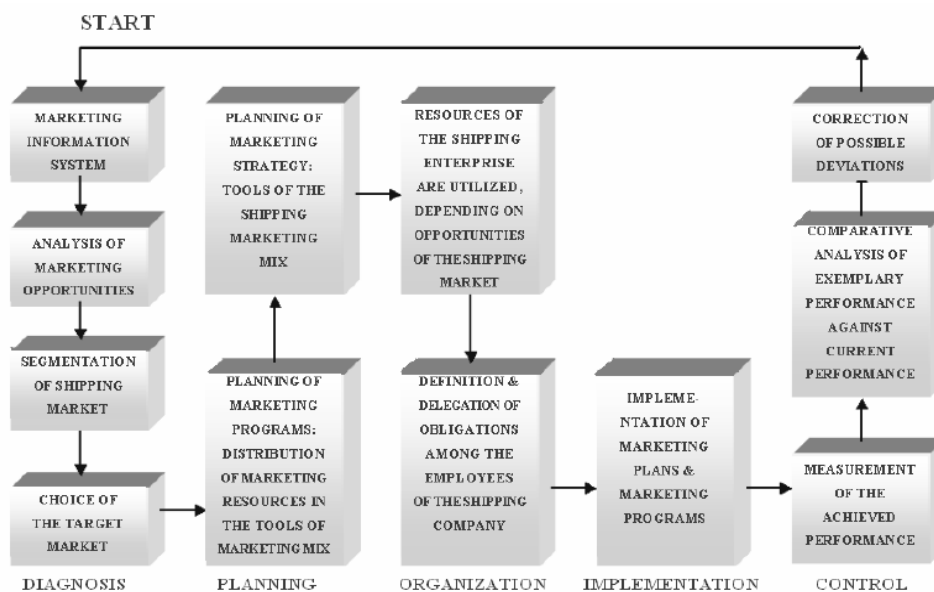 START
MARKETING
INFORMATION
SYSTEM
ANALYSIS OF
MARKETING
OPPORTUNITIES
SEGMENTATION
OF SHIPPING
MARKET
CHOICE OF
THE TARGET
MARKET
DIAGNOSIS
PLANNING OF
MARKETING
STRATEGY:
TOOLS OF THE
SHIPPING
MARKETING
MIX
PLANNING OF
MARKETING
PROGRAMS:
DISTRIBUTION
OF MARKETING
RESOURCES IN
THE TOOLS OF
MARKETING MIX
PLANNING
RESOURCES OF
THE SHIPPING
ENTERPRISE
ARE UTILIZED,
DEPENDING ON
OPPORTUNITIES
OF THE SHIPPING
MARKET
DEFINITION &
DELEGATION OF
OBLIGATIONS
AMONG THE
EMPLOYEES
OF THE SHIPPING
COMPANY
ORGANIZATION
IMPLEME-
NTATION OF
MARKETING
PLANS &
MARKETING
PROGRAMS
IMPLEMENTATION
CORRECTION
OF POSSIBLE
DEVIATIONS
COMPARATIVE
ANALYSIS OF
EXEMPLARY
PERFORMANCE
AGAINST
CURRENT
PERFORMANCE
MEASUREMENT
OF THE
ACHIEVED
PERFORMANCE
CONTROL